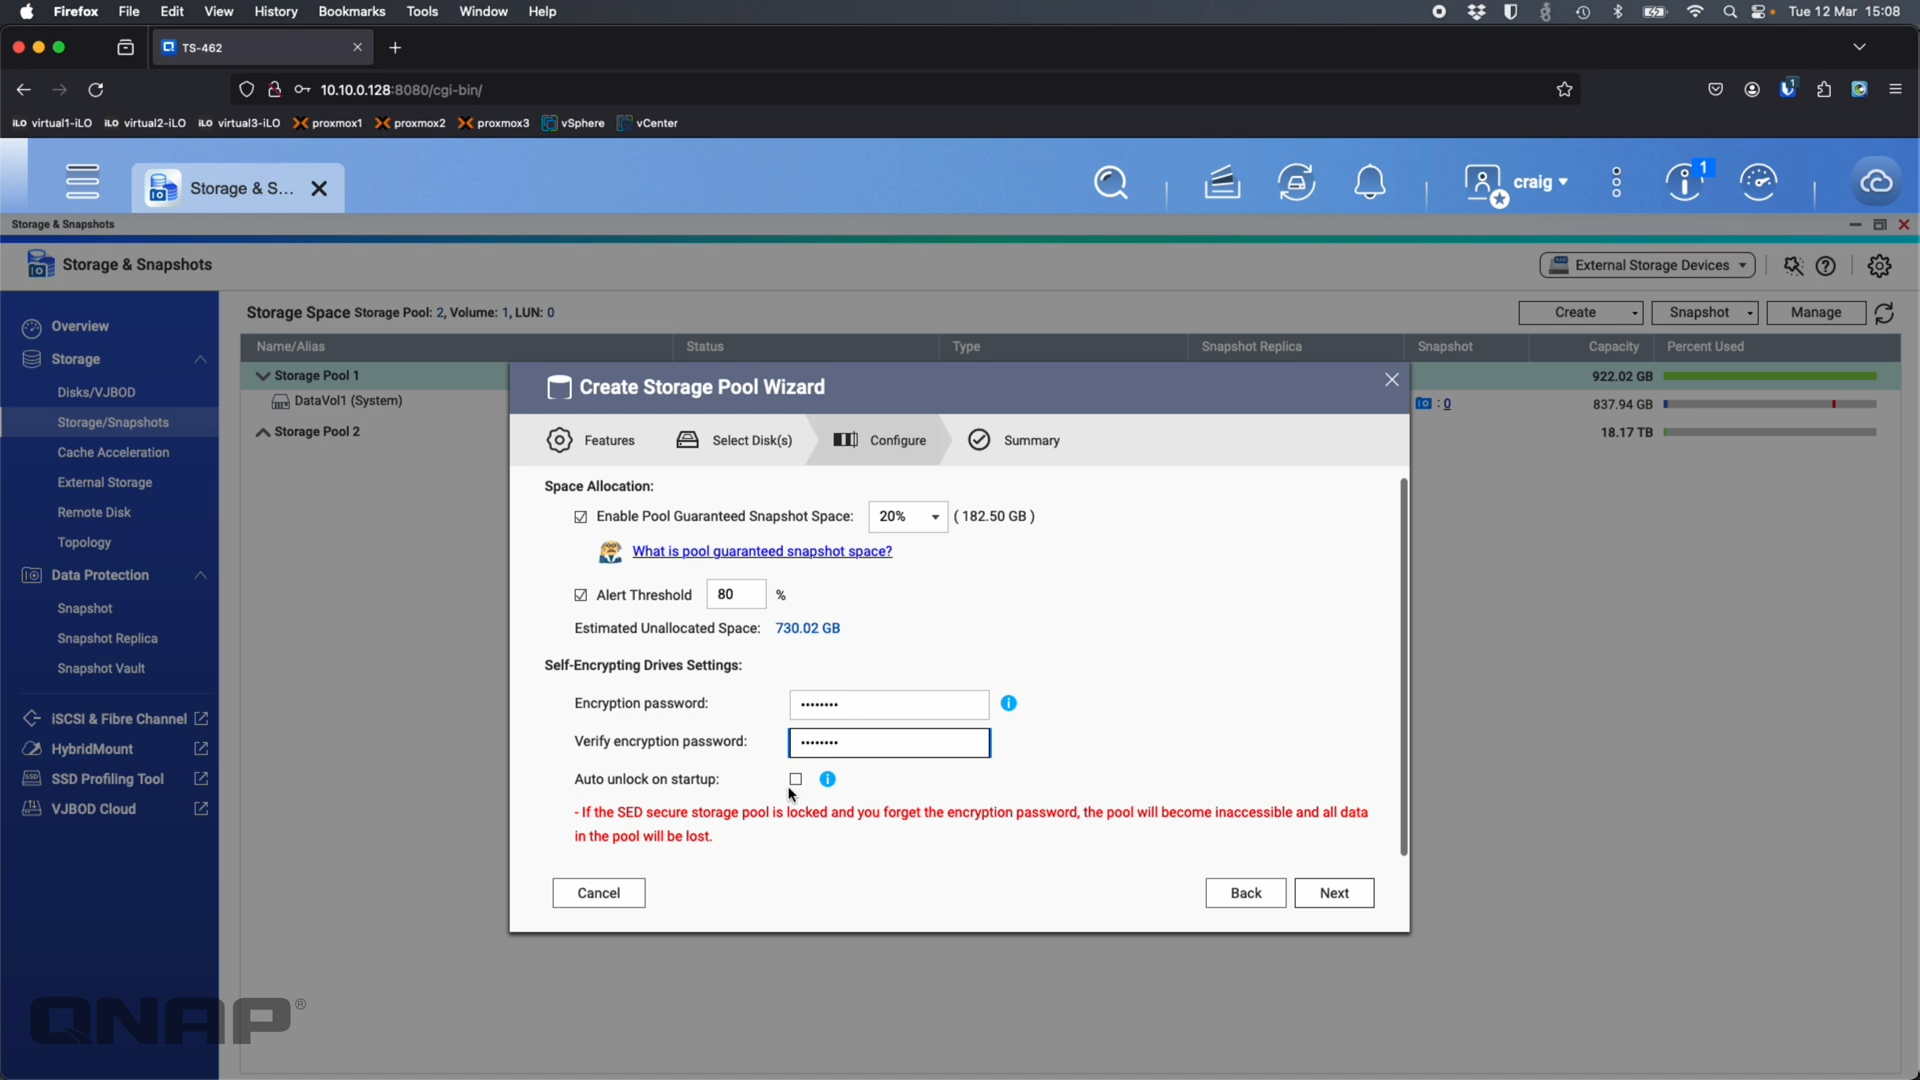 Firefox File Edit View History Bookmarks Tools Window Help Tue 12 Mar 15:08
TS-462
10.10.0.128:8080/cgi-bin/
1
iLO virtual1-iLO iLO virtual2-iLO iLO virtual3-iLO proxmox1 proxmox2 proxmox3 vSphere vCenter
Storage & S... craig 1
Storage & Snapshots
Storage & Snapshots External Storage Devices
Overview
Storage
Disks/VJBOD
Storage/Snapshots
Cache Acceleration
External Storage
Remote Disk
Topology
Data Protection
Snapshot
Snapshot Replica
Snapshot Vault
iSCSI & Fibre Channel
HybridMount
SSD Profiling Tool
VJBOD Cloud
Storage Space Storage Pool: 2, Volume: 1, LUN: 0 Create Snapshot Manage
Name/Alias Status Type Snapshot Replica Snapshot Capacity Percent Used
Storage Pool 1 922.02 GB
DataVol1 (System) : 0 837.94 GB
Storage Pool 2 18.17 TB
Create Storage Pool Wizard
Features Select Disk(s) Configure Summary
Space Allocation:
Enable Pool Guaranteed Snapshot Space: 20% ( 182.50 GB )
What is pool guaranteed snapshot space?
Alert Threshold 80 %
Estimated Unallocated Space: 730.02 GB
Self-Encrypting Drives Settings:
Encryption password: ••••••••
Verify encryption password: ••••••••
Auto unlock on startup:
- If the SED secure storage pool is locked and you forget the encryption password, the pool will become inaccessible and all data
in the pool will be lost.
Cancel Back Next
QNAP®